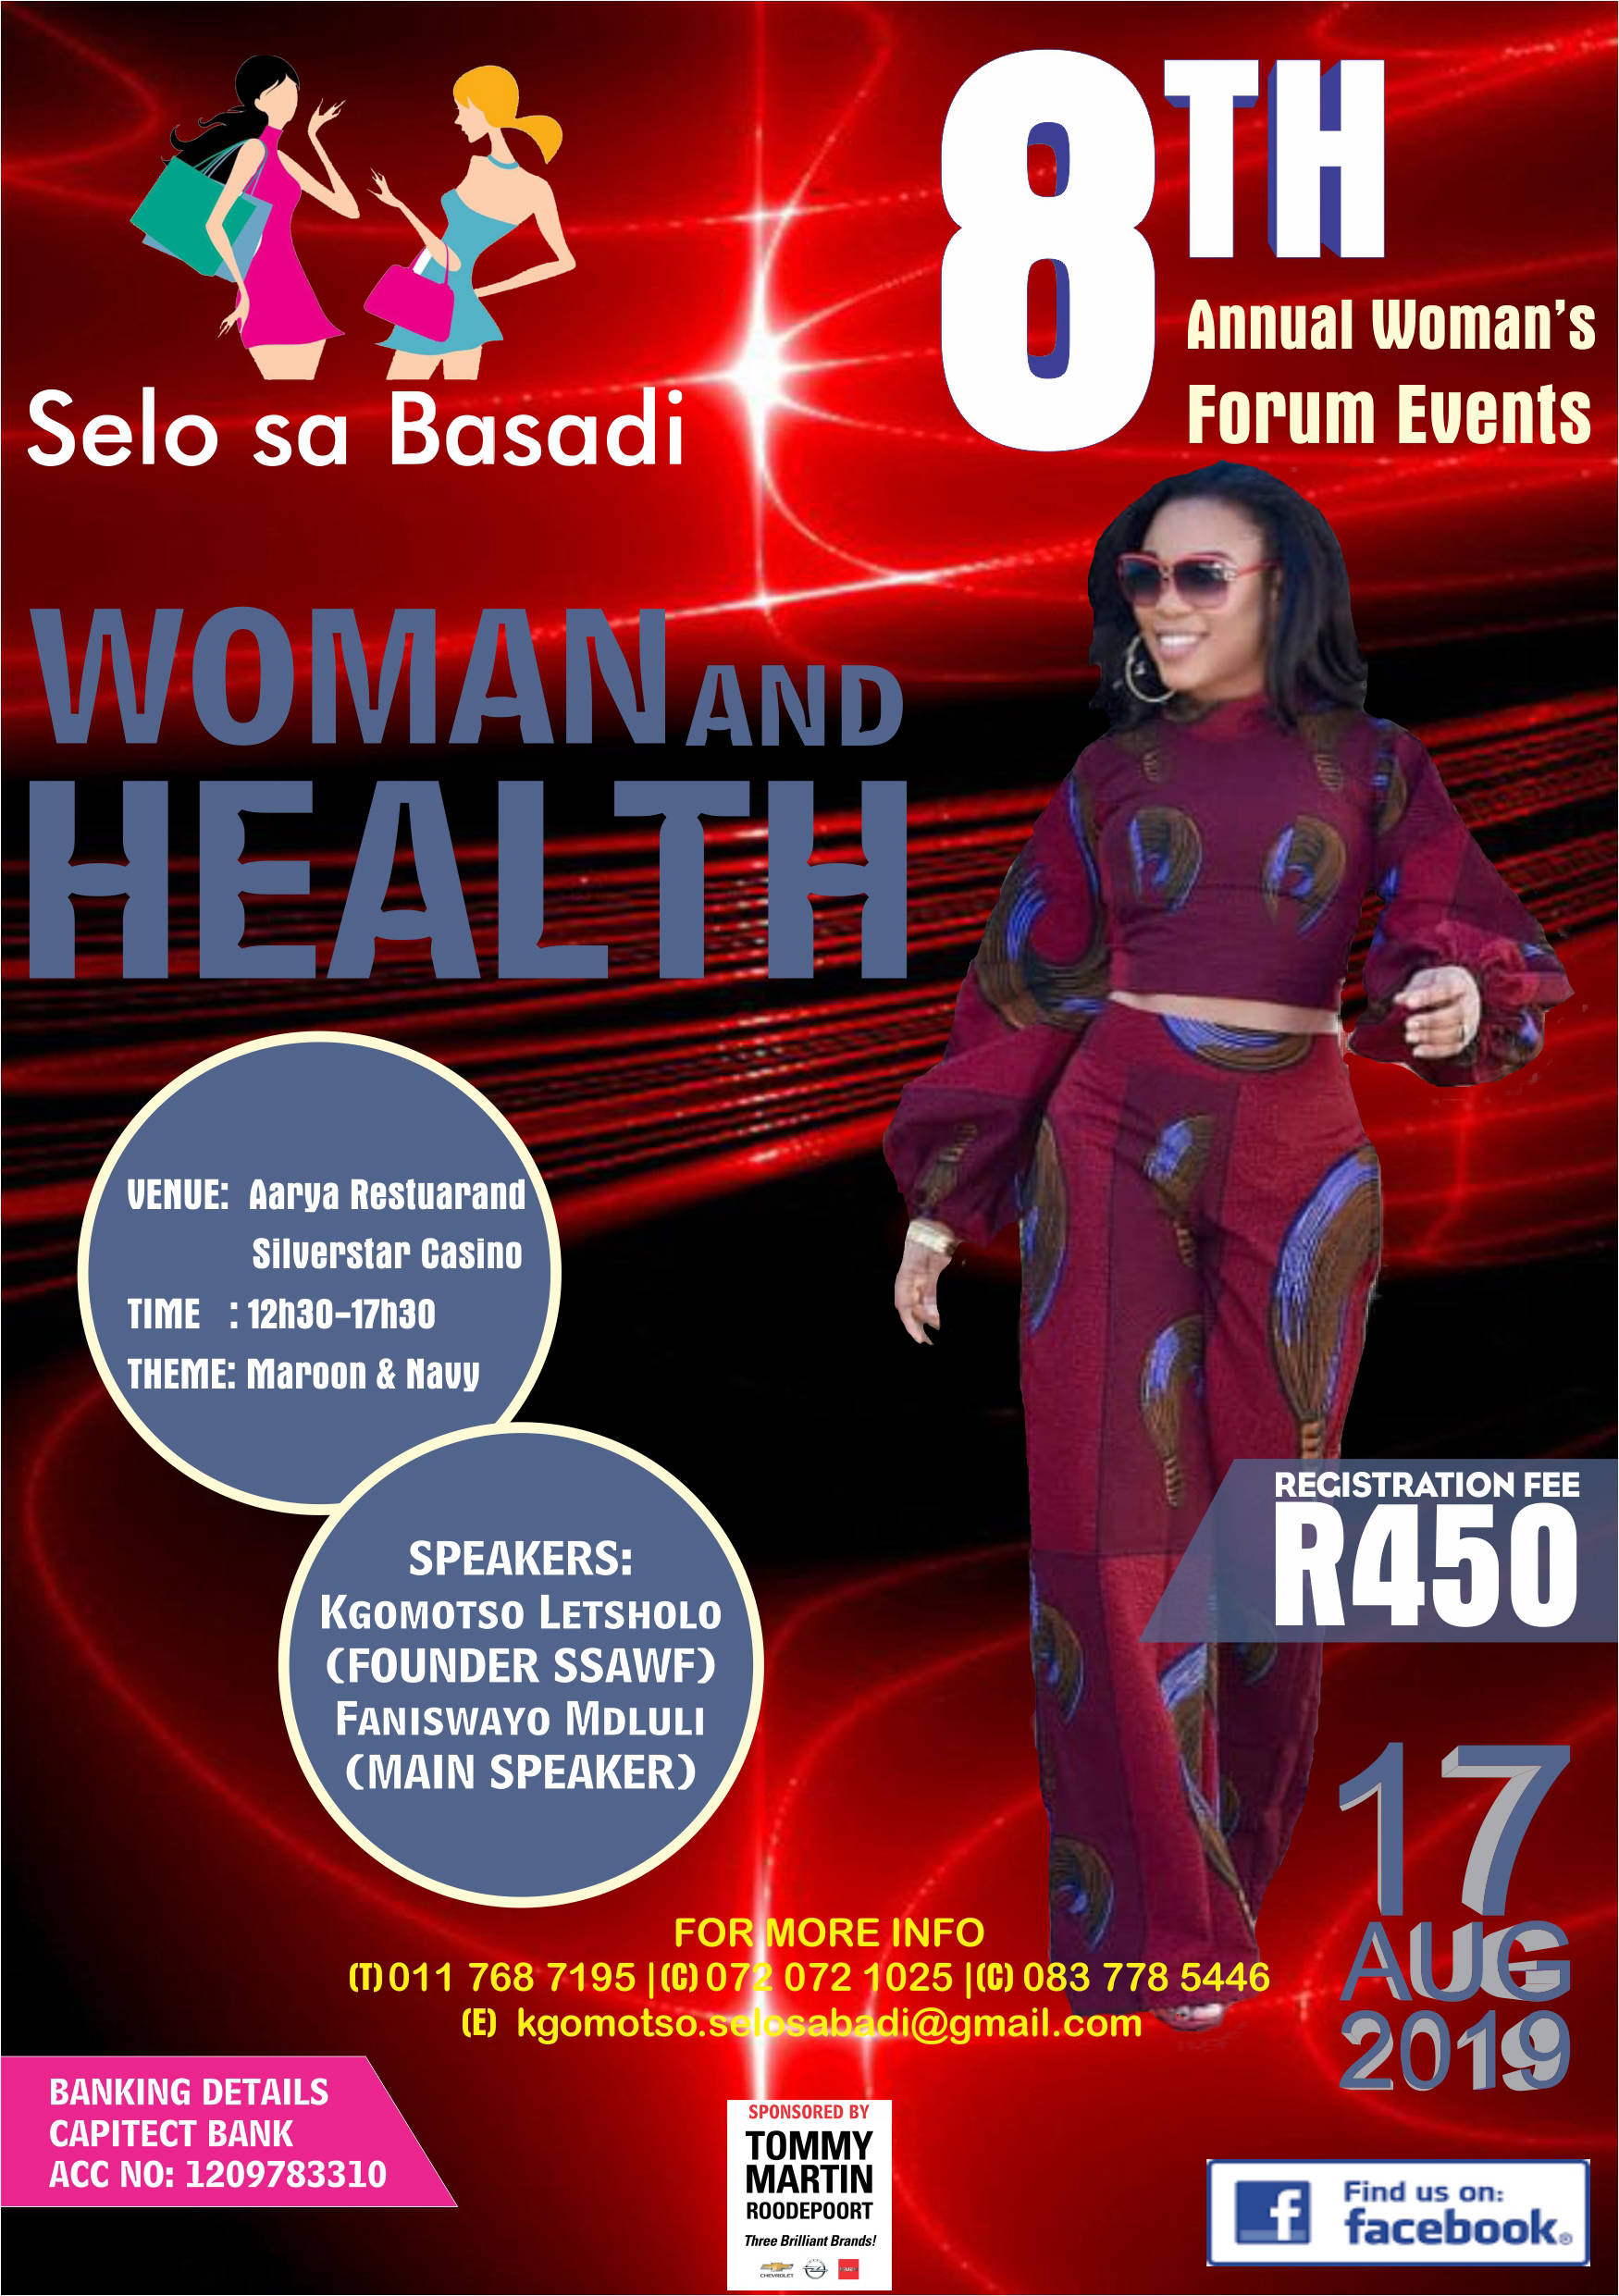 8TH
Annual Woman's
Forum Events
Selo sa Basadi
WOMAN AND
HEALTH
VENUE: Aarya Restuarand
Silverstar Casino
TIME : 12h30-17h30
THEME: Maroon & Navy
SPEAKERS:
KGOMOTSO LETSHOLO
(FOUNDER SSAWF)
FANISWAYO MDLULI
(MAIN SPEAKER)
REGISTRATION FEE
R450
17
AUG
2019
FOR MORE INFO
(T) 011 768 7195 | (C) 072 072 1025 | (C) 083 778 5446
(E) kgomotso.selosabadi@gmail.com
BANKING DETAILS
CAPITECT BANK
ACC NO: 1209783310
SPONSORED BY
TOMMY
MARTIN
ROODEPOORT
Three Brilliant Brands!
CHEVROLET
f
Find us on:
facebook®